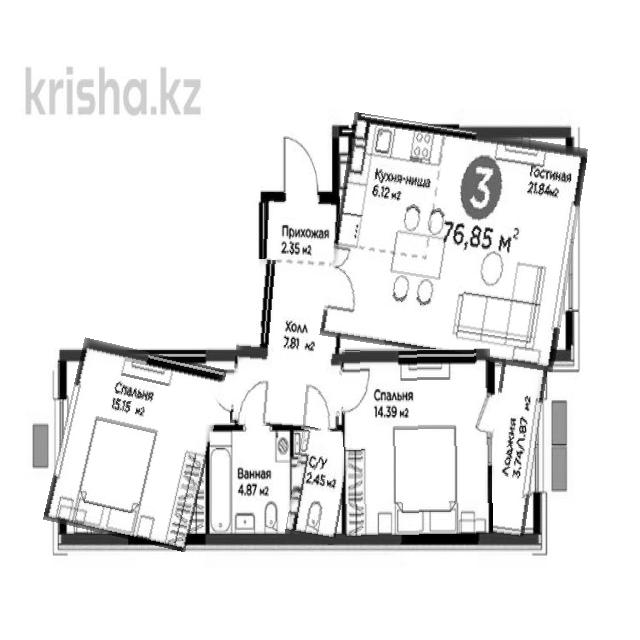 krisha.kz
Кухня-ниша
6.12 м²
3
Гостиная
21.84 м²
76,85 м²
Прихожая
2.35 м²
Холл
7.81 м²
Спальня
15.15 м²
Спальня
14.39 м²
Лоджия
3.74/1.87 м²
Ванная
4.87 м²
С/У
2.45 м²